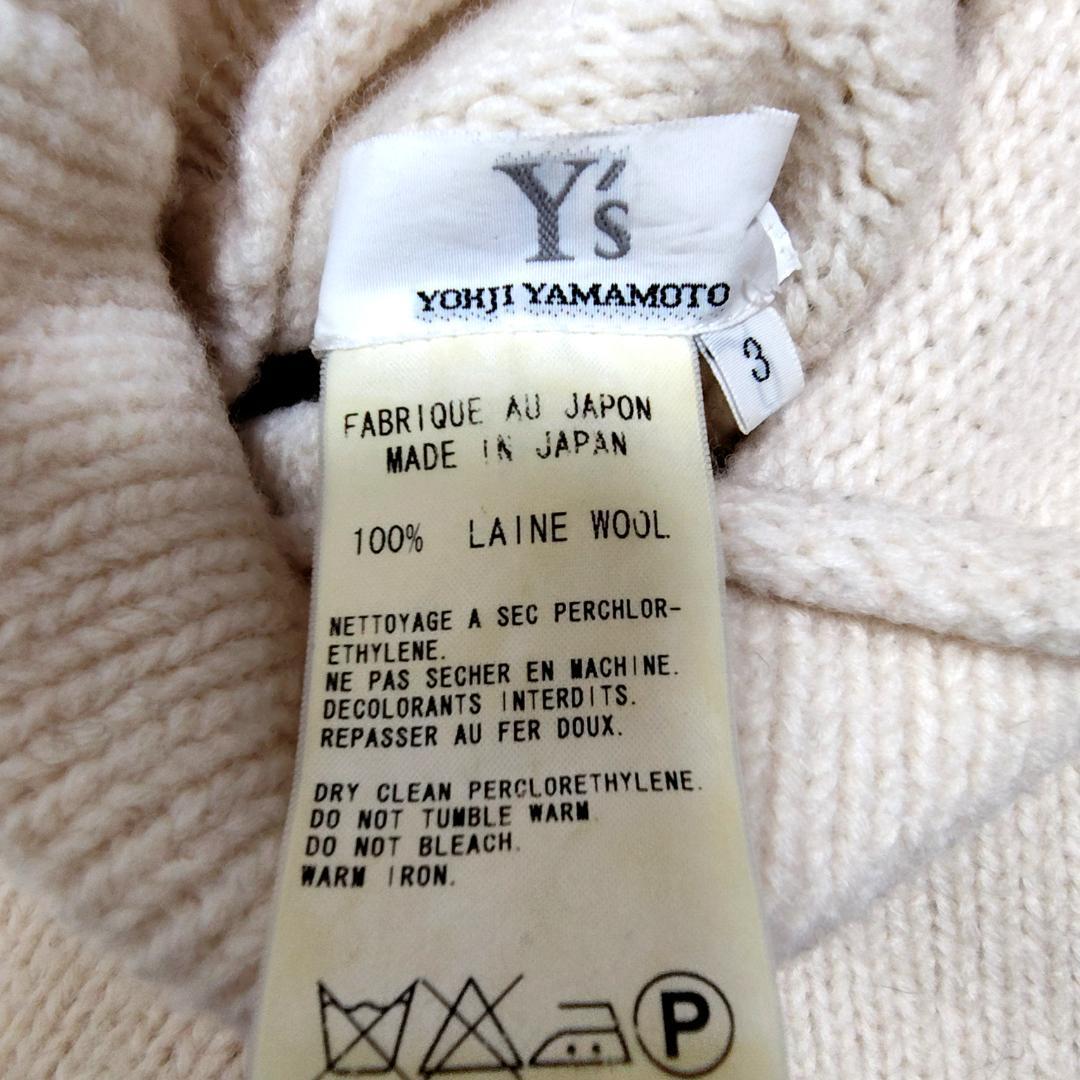 Y's
YOHJI YAMAMOTO
3
FABRIQUE AU JAPON
MADE IN JAPAN
100% LAINE WOOL.
NETTOYAGE A SEC PERCHLOR-
ETHYLENE.
NE PAS SECHER EN MACHINE.
DECOLORANTS INTERDITS.
REPASSER AU FER DOUX.
DRY CLEAN PERCLORETHYLENE.
DO NOT TUMBLE WARM
DO NOT BLEACH.
WARM IRON.
P